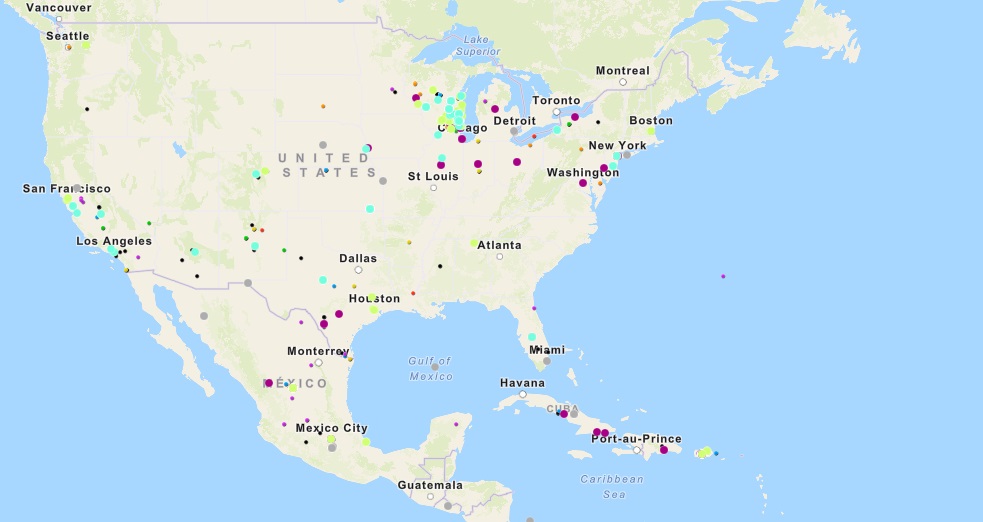 Vancouver
Seattle
Lake
Superior
Montreal
Toronto
Boston
Detroit
New York
UNITED
STATES
St Louis
Washington
San Francisco
Los Angeles
Atlanta
Dallas
Houston
Monterrey
Gulf of
Mexico
Miami
MÉXICO
Havana
CUBA
Mexico City
Port-au-Prince
Caribbean
Sea
Guatemala